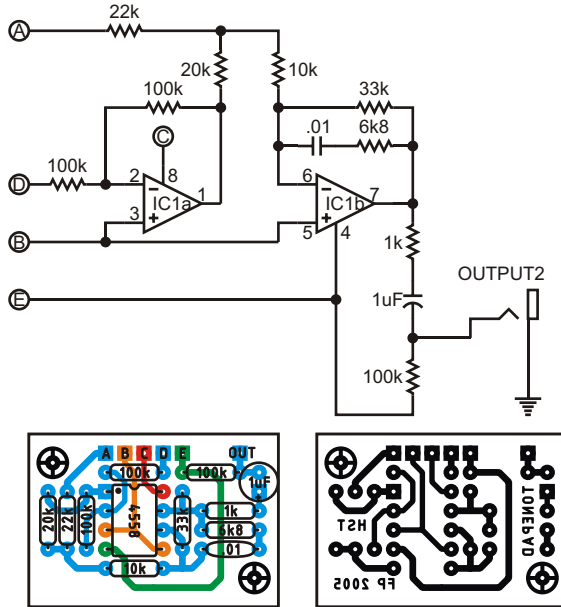 A
22k
20k
10k
100k
33k
.01
6k8
C
100k
D
2
8
1
IC1a
3
6
7
IC1b
5
4
B
1k
E
OUTPUT2
1uF
100k
A B C D E OUT
100k
100k
1uF
20k
22k
100k
4558
33k
1k
6k8
.01
10k
TONEPAD
HST
FP 2005